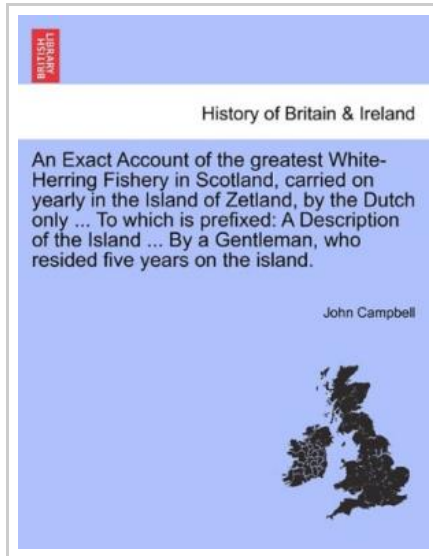 BRITISH
LIBRARY
History of Britain & Ireland
An Exact Account of the greatest White-
Herring Fishery in Scotland, carried on
yearly in the Island of Zetland, by the Dutch
only ... To which is prefixed: A Description
of the Island ... By a Gentleman, who
resided five years on the island.
John Campbell